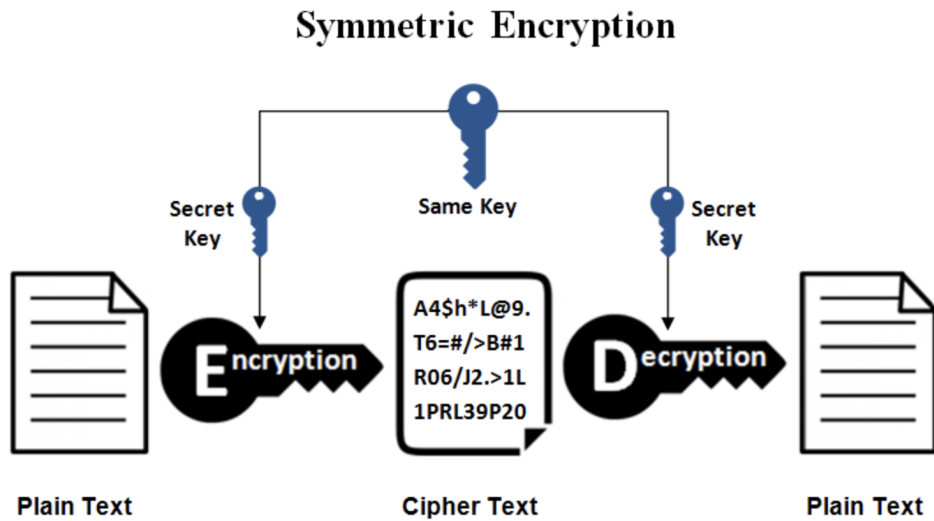 Symmetric Encryption
Same Key
Secret
Key
Secret
Key
Encryption
A4$h*L@9.
T6=#/>B#1
R06/J2.>1L
1PRL39P20
Decryption
Plain Text
Cipher Text
Plain Text